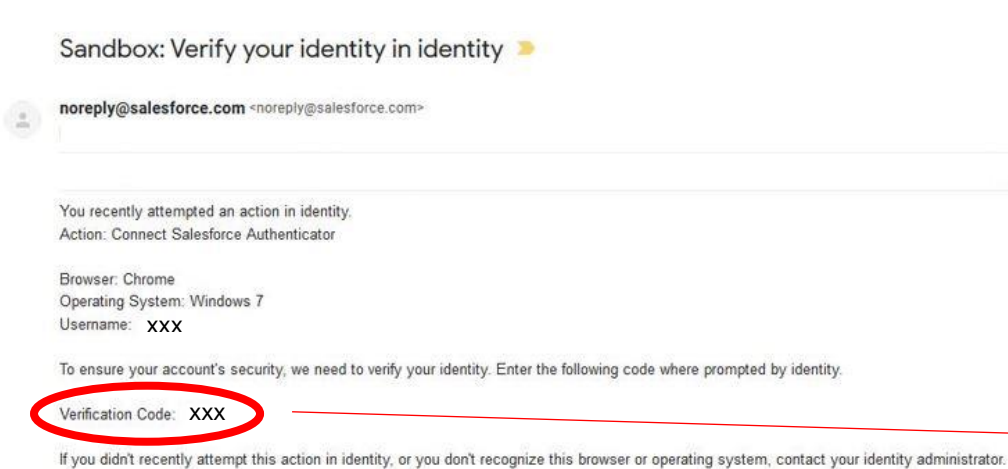 Sandbox: Verify your identity in identity
noreply@salesforce.com <noreply@salesforce.com>
You recently attempted an action in identity.
Action: Connect Salesforce Authenticator
Browser: Chrome
Operating System: Windows 7
Username: XXX
To ensure your account's security, we need to verify your identity. Enter the following code where prompted by identity.
Verification Code: XXX
If you didn't recently attempt this action in identity, or you don't recognize this browser or operating system, contact your identity administrator.